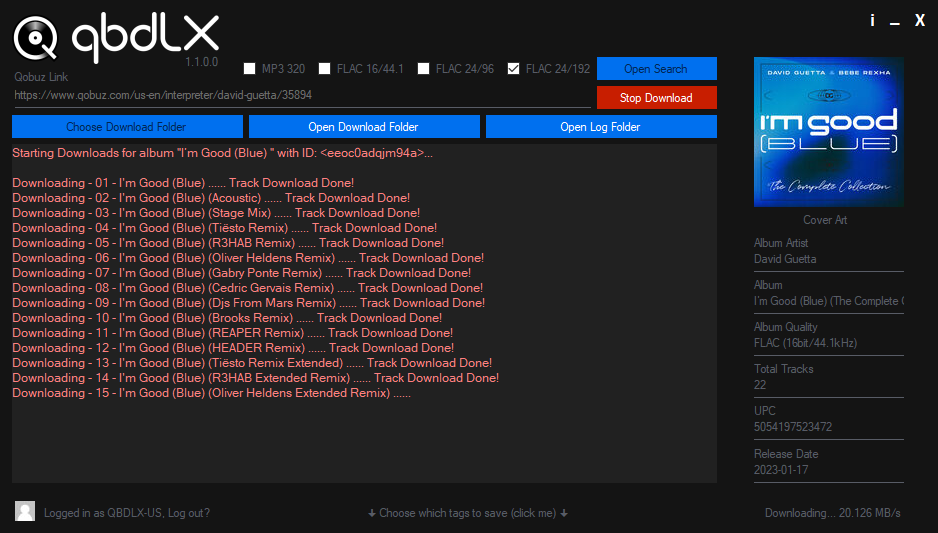 qbdLX
1.1.0.0
i _ X
Qobuz Link
MP3 320 FLAC 16/44.1 FLAC 24/96 FLAC 24/192 Open Search
https://www.qobuz.com/us-en/interpreter/david-guetta/35894 Stop Download
Choose Download Folder Open Download Folder Open Log Folder
Starting Downloads for album "I'm Good (Blue) " with ID: <eeoc0adqjm94a>...
Downloading - 01 - I'm Good (Blue) ...... Track Download Done!
Downloading - 02 - I'm Good (Blue) (Acoustic) ...... Track Download Done!
Downloading - 03 - I'm Good (Blue) (Stage Mix) ...... Track Download Done!
Downloading - 04 - I'm Good (Blue) (Tiësto Remix) ...... Track Download Done!
Downloading - 05 - I'm Good (Blue) (R3HAB Remix) ...... Track Download Done!
Downloading - 06 - I'm Good (Blue) (Oliver Heldens Remix) ...... Track Download Done!
Downloading - 07 - I'm Good (Blue) (Gabry Ponte Remix) ...... Track Download Done!
Downloading - 08 - I'm Good (Blue) (Cedric Gervais Remix) ...... Track Download Done!
Downloading - 09 - I'm Good (Blue) (Djs From Mars Remix) ...... Track Download Done!
Downloading - 10 - I'm Good (Blue) (Brooks Remix) ...... Track Download Done!
Downloading - 11 - I'm Good (Blue) (REAPER Remix) ...... Track Download Done!
Downloading - 12 - I'm Good (Blue) (HEADER Remix) ...... Track Download Done!
Downloading - 13 - I'm Good (Blue) (Tiësto Remix Extended) ...... Track Download Done!
Downloading - 14 - I'm Good (Blue) (R3HAB Extended Remix) ...... Track Download Done!
Downloading - 15 - I'm Good (Blue) (Oliver Heldens Extended Remix) ......
DAVID GUETTA & BEBE REXHA
I'm good
(BLUE)
The Complete Collection
Cover Art
Album Artist
David Guetta
Album
I'm Good (Blue) (The Complete C
Album Quality
FLAC (16bit/44.1kHz)
Total Tracks
22
UPC
5054197523472
Release Date
2023-01-17
Logged in as QBDLX-US, Log out? 🡻 Choose which tags to save (click me) 🡻 Downloading... 20.126 MB/s